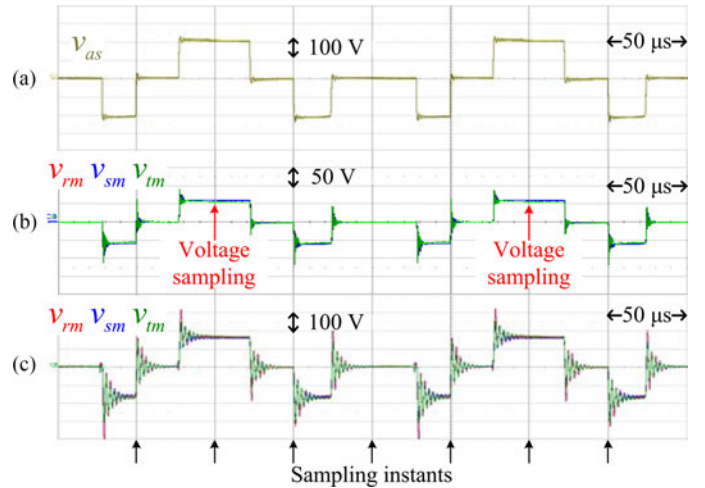 v_as
100 V
50 μs
(a)
v_rm v_sm v_tm
50 V
50 μs
(b)
Voltage
sampling
Voltage
sampling
v_rm v_sm v_tm
100 V
50 μs
(c)
Sampling instants